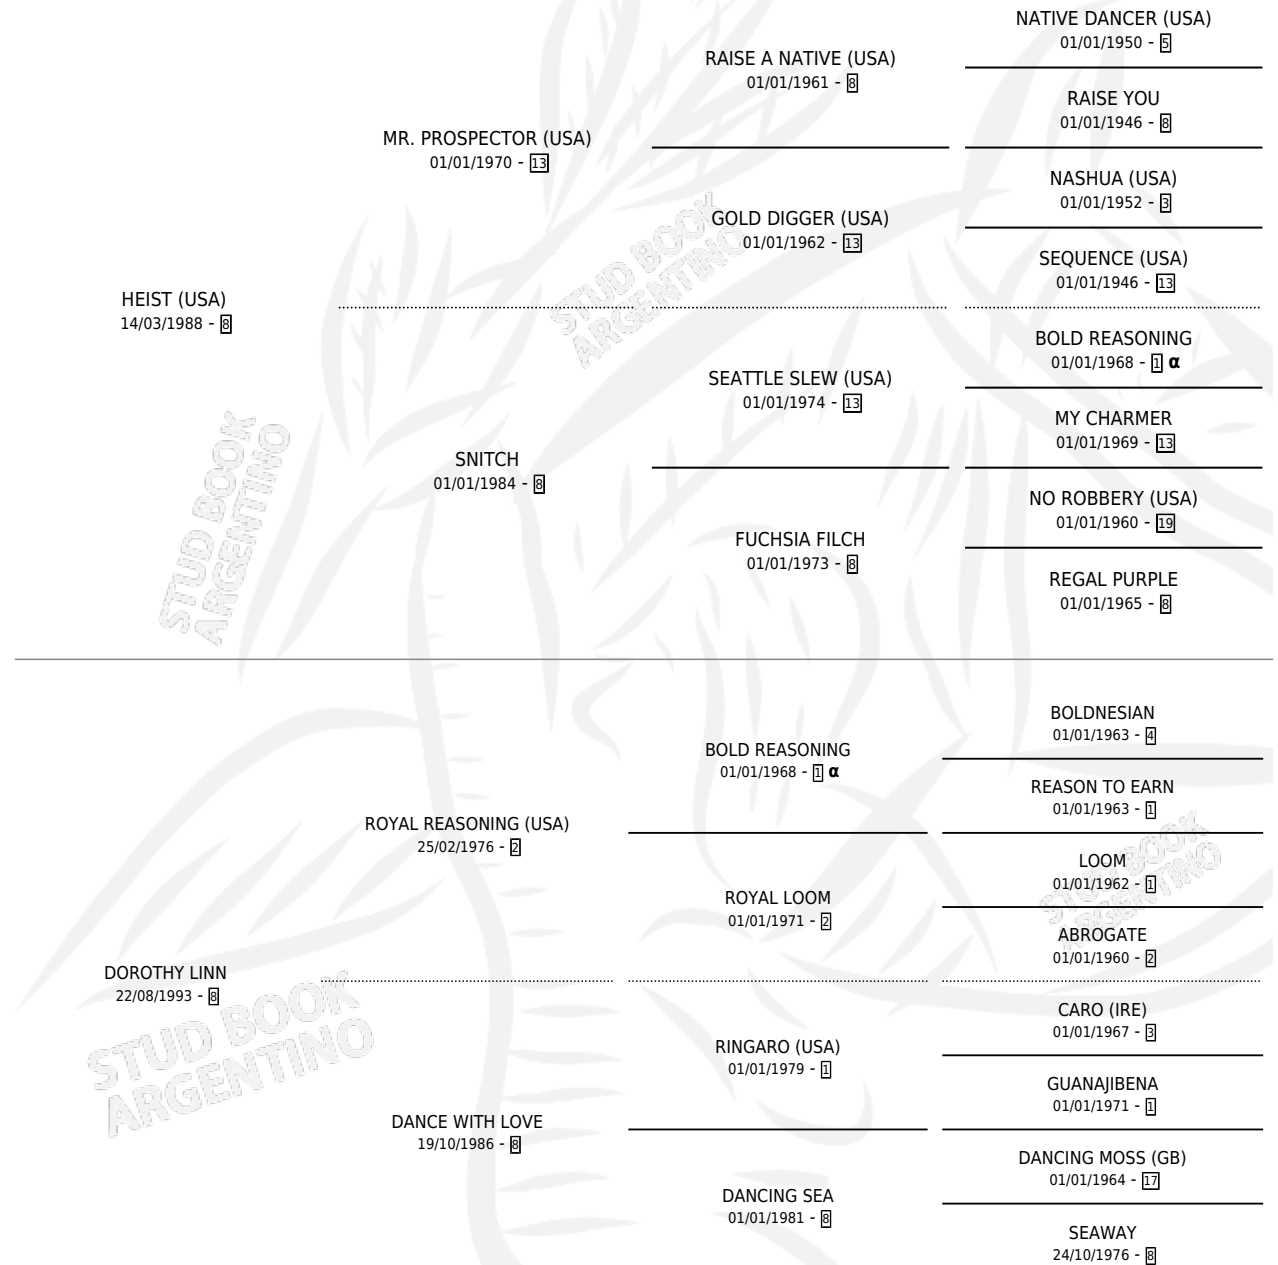 NATIVE DANCER (USA)
01/01/1950 - 5
RAISE A NATIVE (USA)
01/01/1961 - 8
RAISE YOU
01/01/1946 - 8
MR. PROSPECTOR (USA)
01/01/1970 - 13
NASHUA (USA)
01/01/1952 - 3
GOLD DIGGER (USA)
01/01/1962 - 13
SEQUENCE (USA)
01/01/1946 - 13
HEIST (USA)
14/03/1988 - 8
BOLD REASONING
01/01/1968 - 1 α
SEATTLE SLEW (USA)
01/01/1974 - 13
MY CHARMER
01/01/1969 - 13
SNITCH
01/01/1984 - 8
NO ROBBERY (USA)
01/01/1960 - 19
FUCHSIA FILCH
01/01/1973 - 8
REGAL PURPLE
01/01/1965 - 8
BOLDNESIAN
01/01/1963 - 4
BOLD REASONING
01/01/1968 - 1 α
REASON TO EARN
01/01/1963 - 1
ROYAL REASONING (USA)
25/02/1976 - 2
LOOM
01/01/1962 - 1
ROYAL LOOM
01/01/1971 - 2
ABROGATE
01/01/1960 - 2
DOROTHY LINN
22/08/1993 - 8
CARO (IRE)
01/01/1967 - 3
RINGARO (USA)
01/01/1979 - 1
GUANAJIBENA
01/01/1971 - 1
DANCE WITH LOVE
19/10/1986 - 8
DANCING MOSS (GB)
01/01/1964 - 17
DANCING SEA
01/01/1981 - 8
SEAWAY
24/10/1976 - 8
STUD BOOK
ARGENTINO
STUD BOOK
ARGENTINO
STUD BOOK
ARGENTINO
STUD BOOK
ARGENTINO